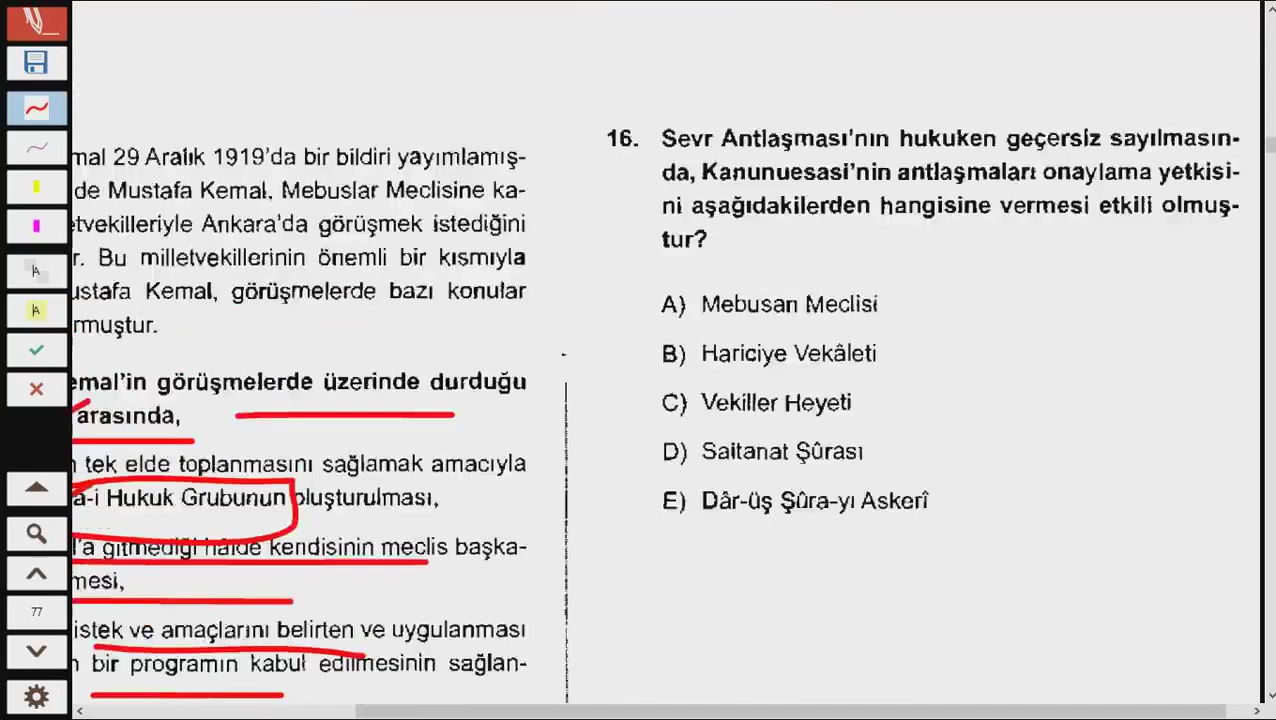 mal 29 Aralık 1919’da bir bildiri yayımlamış-
de Mustafa Kemal, Mebuslar Meclisine ka-
etvekilleriyle Ankara’da görüşmek istediğini
r. Bu milletvekillerinin önemli bir kısmıyla
ustafa Kemal, görüşmelerde bazı konular
rmuştur.
emal’in görüşmelerde üzerinde durduğu
arasında,
n tek elde toplanmasını sağlamak amacıyla
a-i Hukuk Grubunun oluşturulması,
l’a gitmediği hâlde kendisinin meclis başka-
mesi,
istek ve amaçlarını belirten ve uygulanması
n bir programın kabul edilmesinin sağlan-
16. Sevr Antlaşması’nın hukuken geçersiz sayılmasın-
da, Kanunuesasi’nin antlaşmaları onaylama yetkisi-
ni aşağıdakilerden hangisine vermesi etkili olmuş-
tur?
A) Mebusan Meclisi
B) Hariciye Vekâleti
C) Vekiller Heyeti
D) Saltanat Şûrası
E) Dâr-üş Şûra-yı Askerî
77